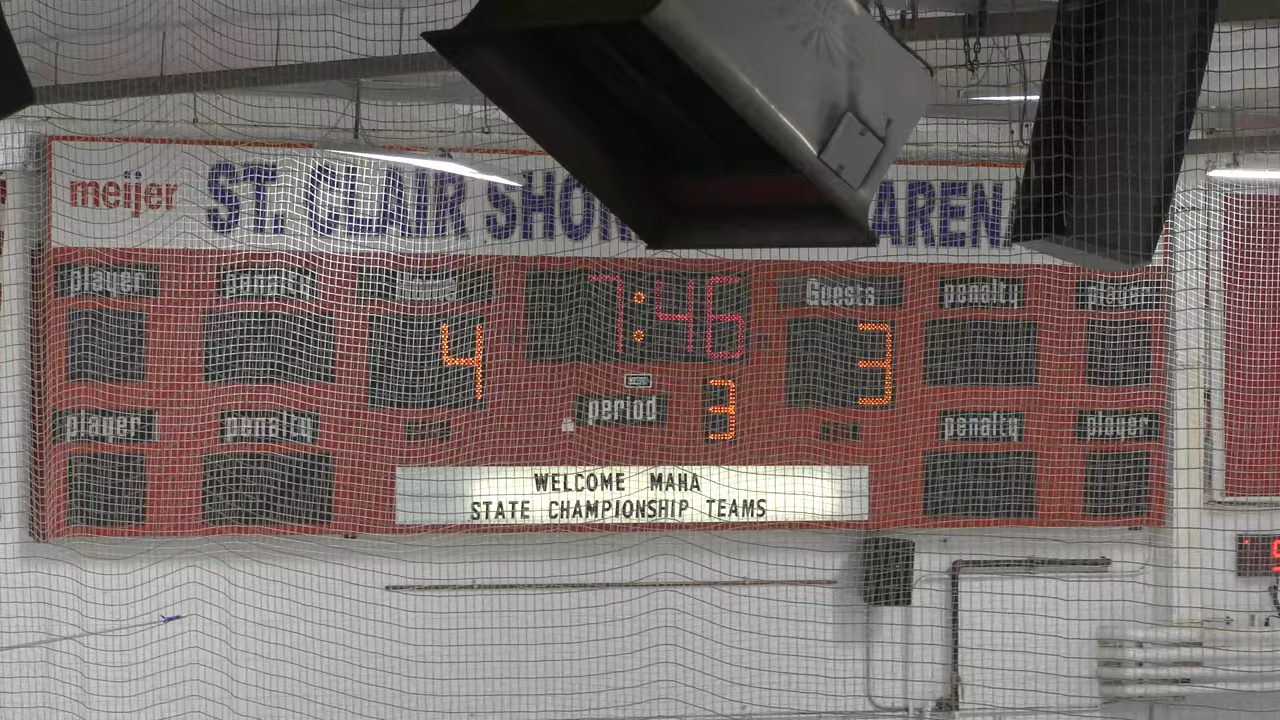 meijer
ST. CLAIR SHO AREN
player penalty Guests penalty player
7:46
4 3
period 3
player penalty penalty player
WELCOME MAHA
STATE CHAMPIONSHIP TEAMS